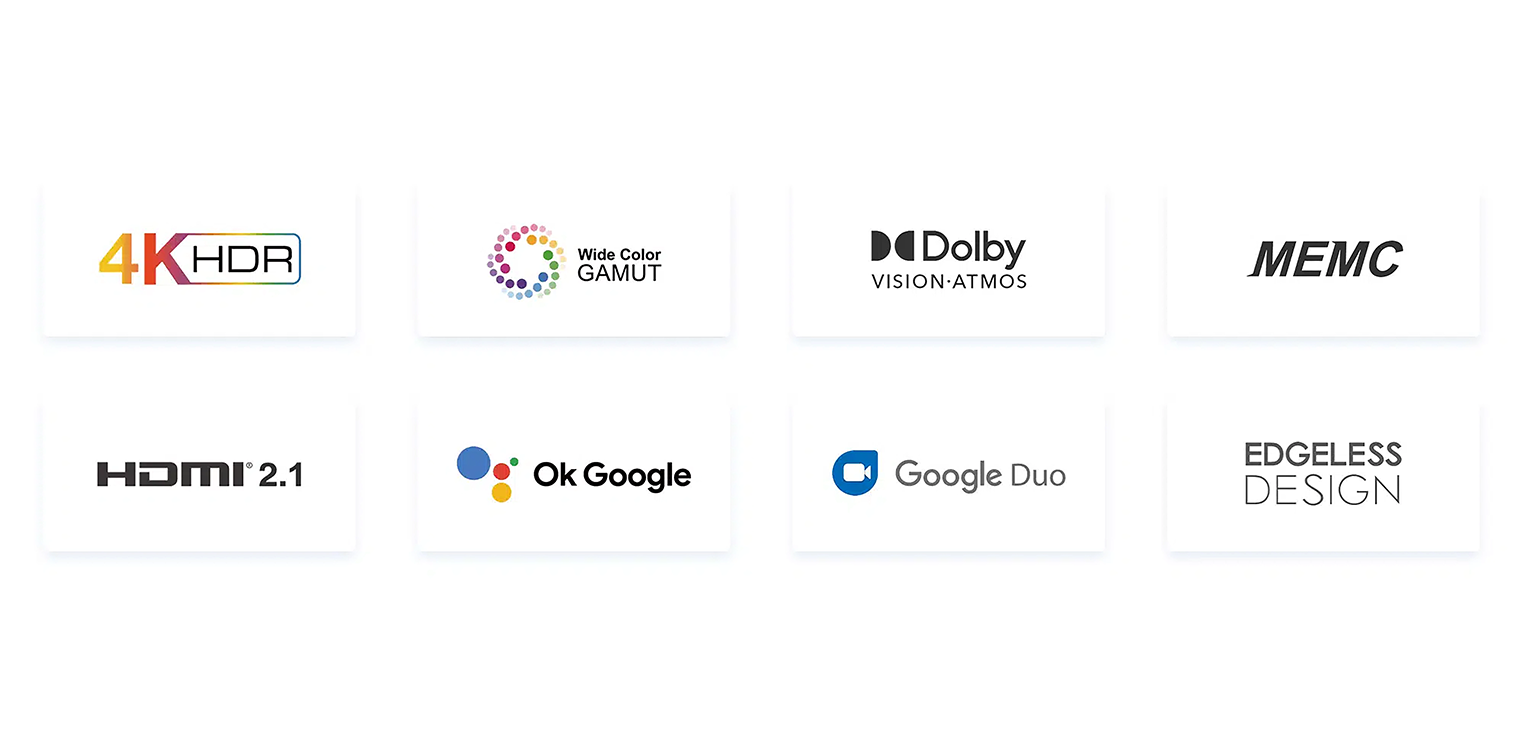 4K HDR
Wide Color
GAMUT
Dolby
VISION·ATMOS
MEMC
HDMI® 2.1
Ok Google
Google Duo
EDGELESS
DESIGN